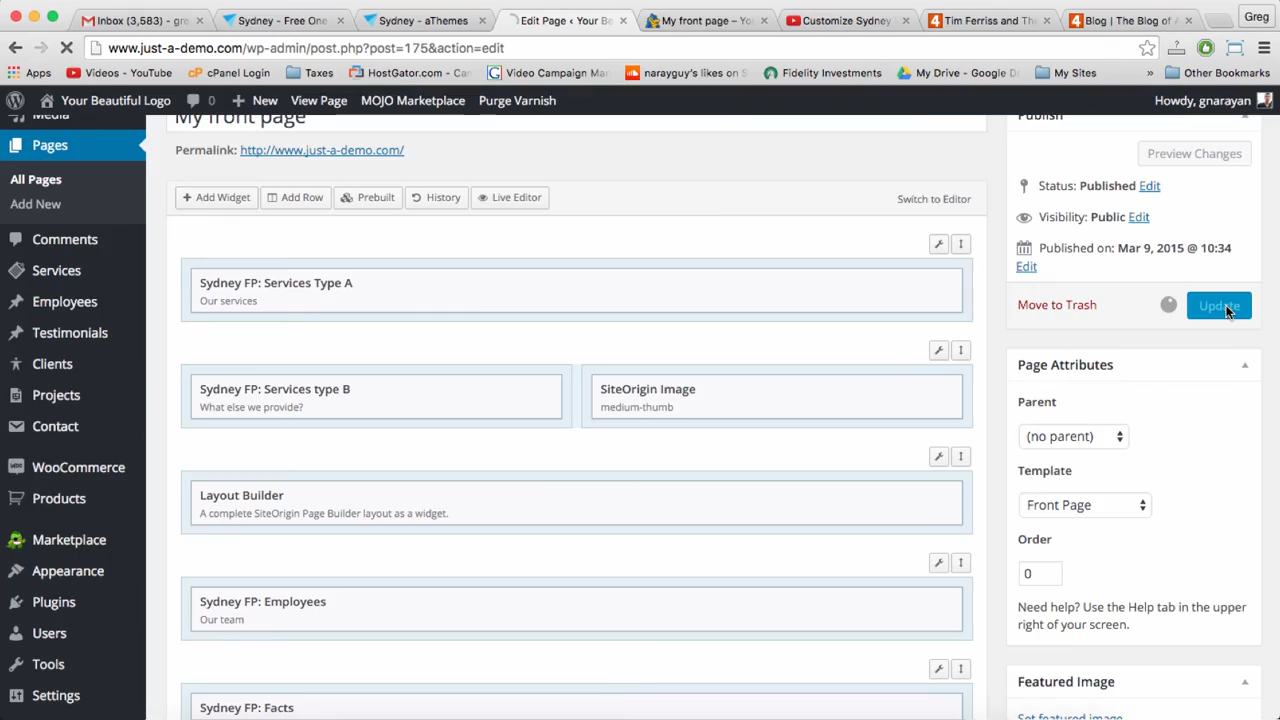 Inbox (3,583) - gr
Sydney - Free One
Sydney - aThemes
Edit Page ‹ Your Be
My front page – Yo
Customize Sydney
Tim Ferriss and The
Blog | The Blog of A
Greg
www.just-a-demo.com/wp-admin/post.php?post=175&action=edit
Apps
Videos - YouTube
cPanel Login
Taxes
HostGator.com - Ca
Video Campaign Ma
narayguy's likes on S
Fidelity Investments
My Drive - Google D
My Sites
»
Other Bookmarks
Your Beautiful Logo
0
New
View Page
MOJO Marketplace
Purge Varnish
Howdy, gnarayan
Media
Pages
All Pages
Add New
Comments
Services
Employees
Testimonials
Clients
Projects
Contact
WooCommerce
Products
Marketplace
Appearance
Plugins
Users
Tools
Settings
My front page
Permalink: http://www.just-a-demo.com/
Add Widget
Add Row
Prebuilt
History
Live Editor
Switch to Editor
Sydney FP: Services Type A
Our services
Sydney FP: Services type B
What else we provide?
SiteOrigin Image
medium-thumb
Layout Builder
A complete SiteOrigin Page Builder layout as a widget.
Sydney FP: Employees
Our team
Sydney FP: Facts
Publish
Preview Changes
Status: Published Edit
Visibility: Public Edit
Published on: Mar 9, 2015 @ 10:34
Edit
Move to Trash
Update
Page Attributes
Parent
(no parent)
Template
Front Page
Order
0
Need help? Use the Help tab in the upper
right of your screen.
Featured Image
Set featured image